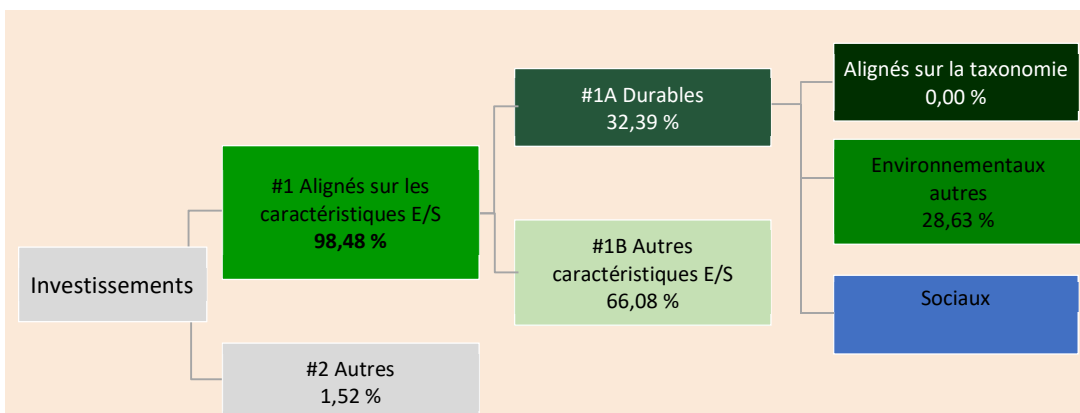 Investissements
#1 Alignés sur les
caractéristiques E/S
98,48 %
#2 Autres
1,52 %
#1A Durables
32,39 %
#1B Autres
caractéristiques E/S
66,08 %
Alignés sur la taxonomie
0,00 %
Environnementaux
autres
28,63 %
Sociaux